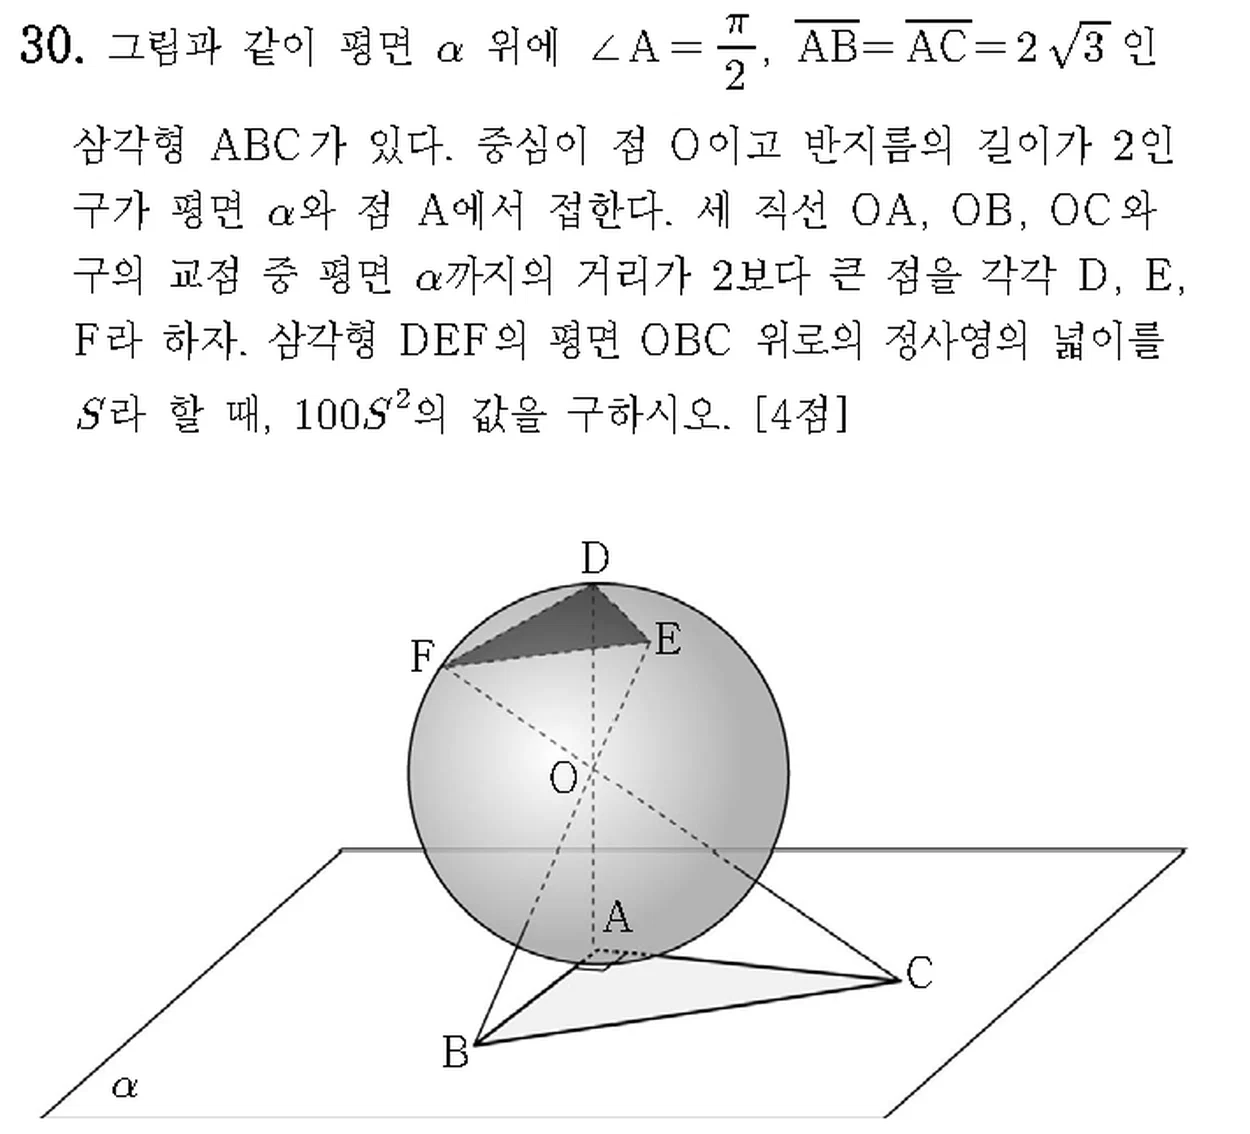 30. 그림과 같이 평면 α 위에 ∠A = π/2, AB = AC = 2√3 인
삼각형 ABC가 있다. 중심이 점 O이고 반지름의 길이가 2인
구가 평면 α와 점 A에서 접한다. 세 직선 OA, OB, OC와
구의 교점 중 평면 α까지의 거리가 2보다 큰 점을 각각 D, E,
F라 하자. 삼각형 DEF의 평면 OBC 위로의 정사영의 넓이를
S라 할 때, 100S²의 값을 구하시오. [4점]
D
F
E
O
A
C
B
α